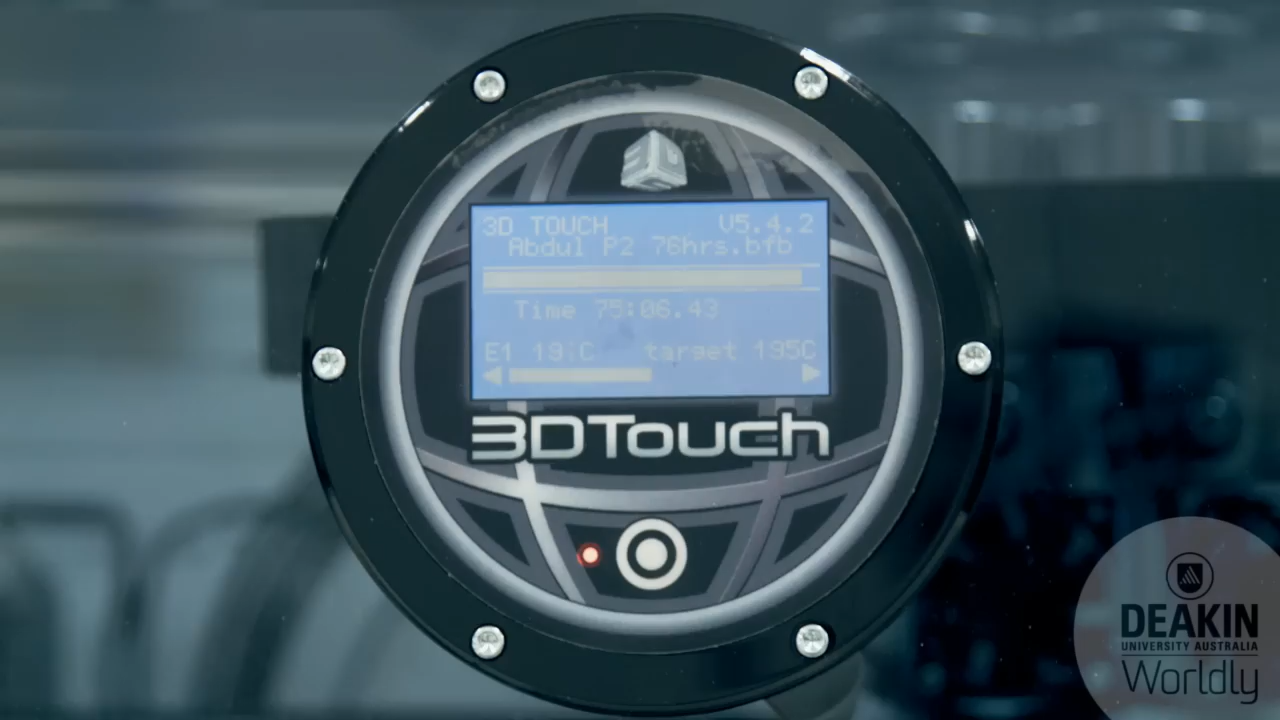 3D
3D TOUCH V5.4.2
Abdul P2 76hrs.bfb
Time 75:06.43
E1 target 195C
3DTouch
DEAKIN
UNIVERSITY AUSTRALIA
Worldly